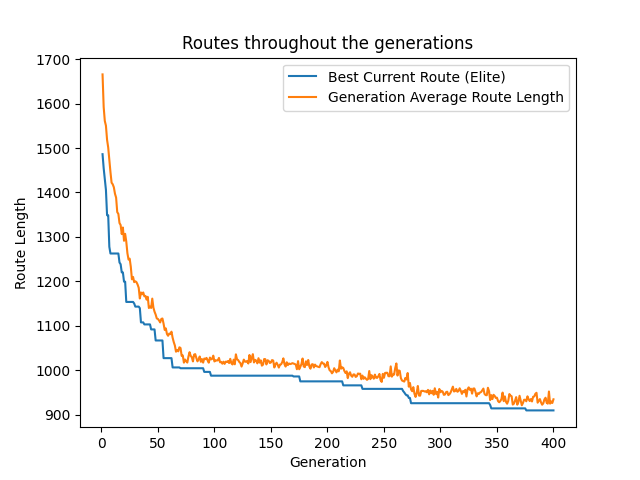 Routes throughout the generations
Best Current Route (Elite)
Generation Average Route Length
Route Length
1700
1600
1500
1400
1300
1200
1100
1000
900
0 50 100 150 200 250 300 350 400
Generation